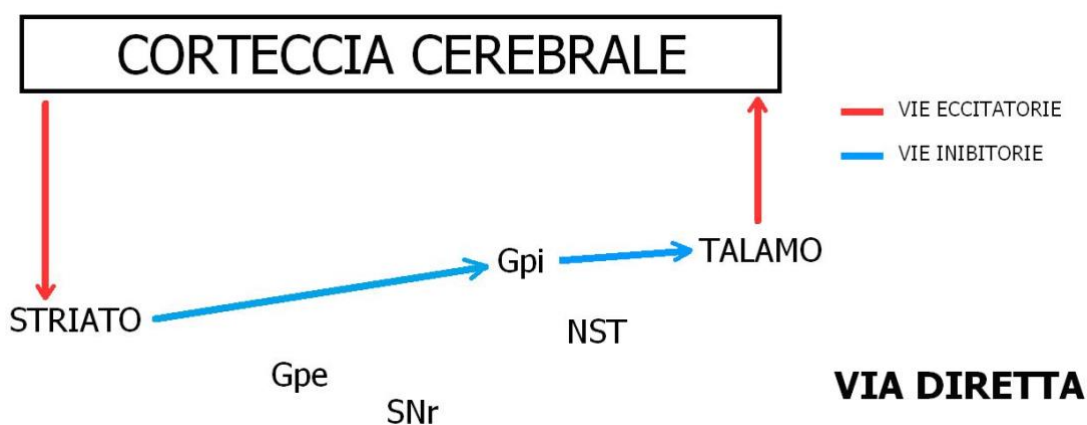 CORTECCIA CEREBRALE
VIE ECCITATORIE
VIE INIBITORIE
TALAMO
Gpi
STRIATO
NST
Gpe
SNr
VIA DIRETTA